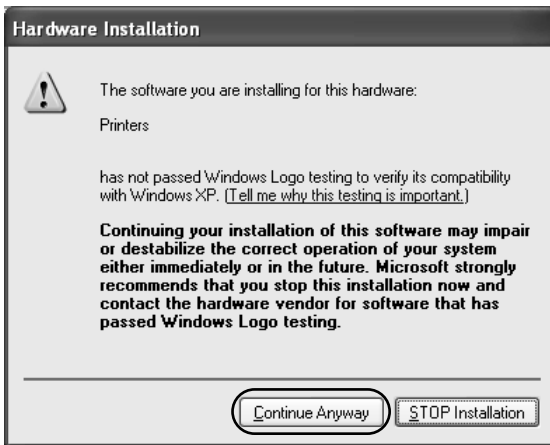 Hardware Installation
The software you are installing for this hardware:
Printers
has not passed Windows Logo testing to verify its compatibility
with Windows XP. (Tell me why this testing is important.)
Continuing your installation of this software may impair
or destabilize the correct operation of your system
either immediately or in the future. Microsoft strongly
recommends that you stop this installation now and
contact the hardware vendor for software that has
passed Windows Logo testing.
Continue Anyway
STOP Installation